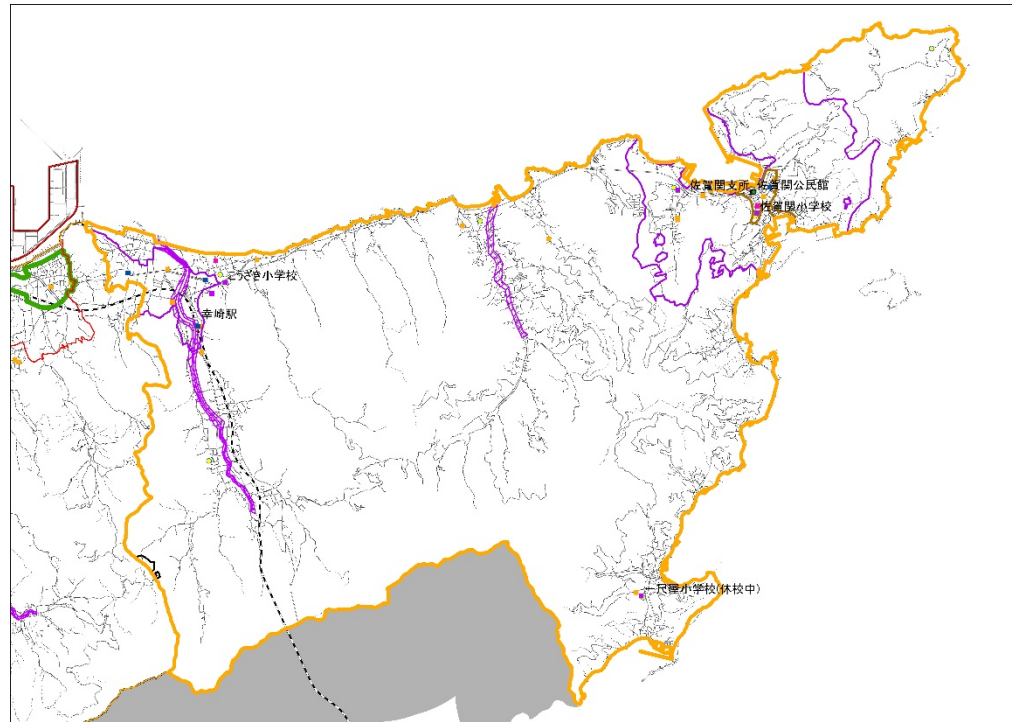 佐賀関支所 佐賀関公民館
佐賀関小学校
こうざき小学校
幸崎駅
一尺屋小学校(休校中)